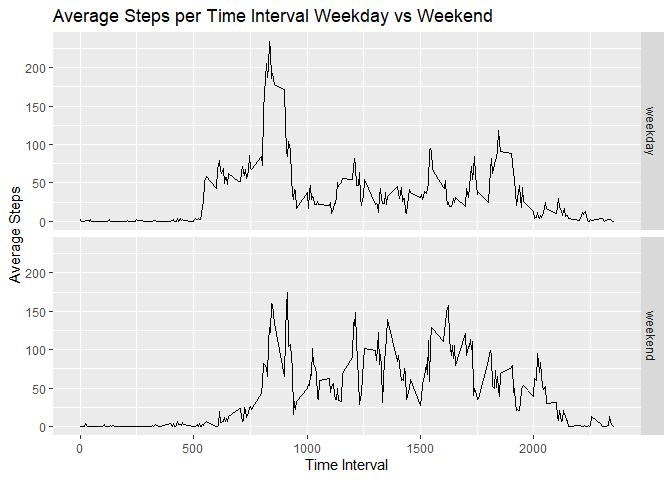 Average Steps per Time Interval Weekday vs Weekend
Average Steps
200
150
100
50
0
weekday
200
150
100
50
0
weekend
0 500 1000 1500 2000
Time Interval